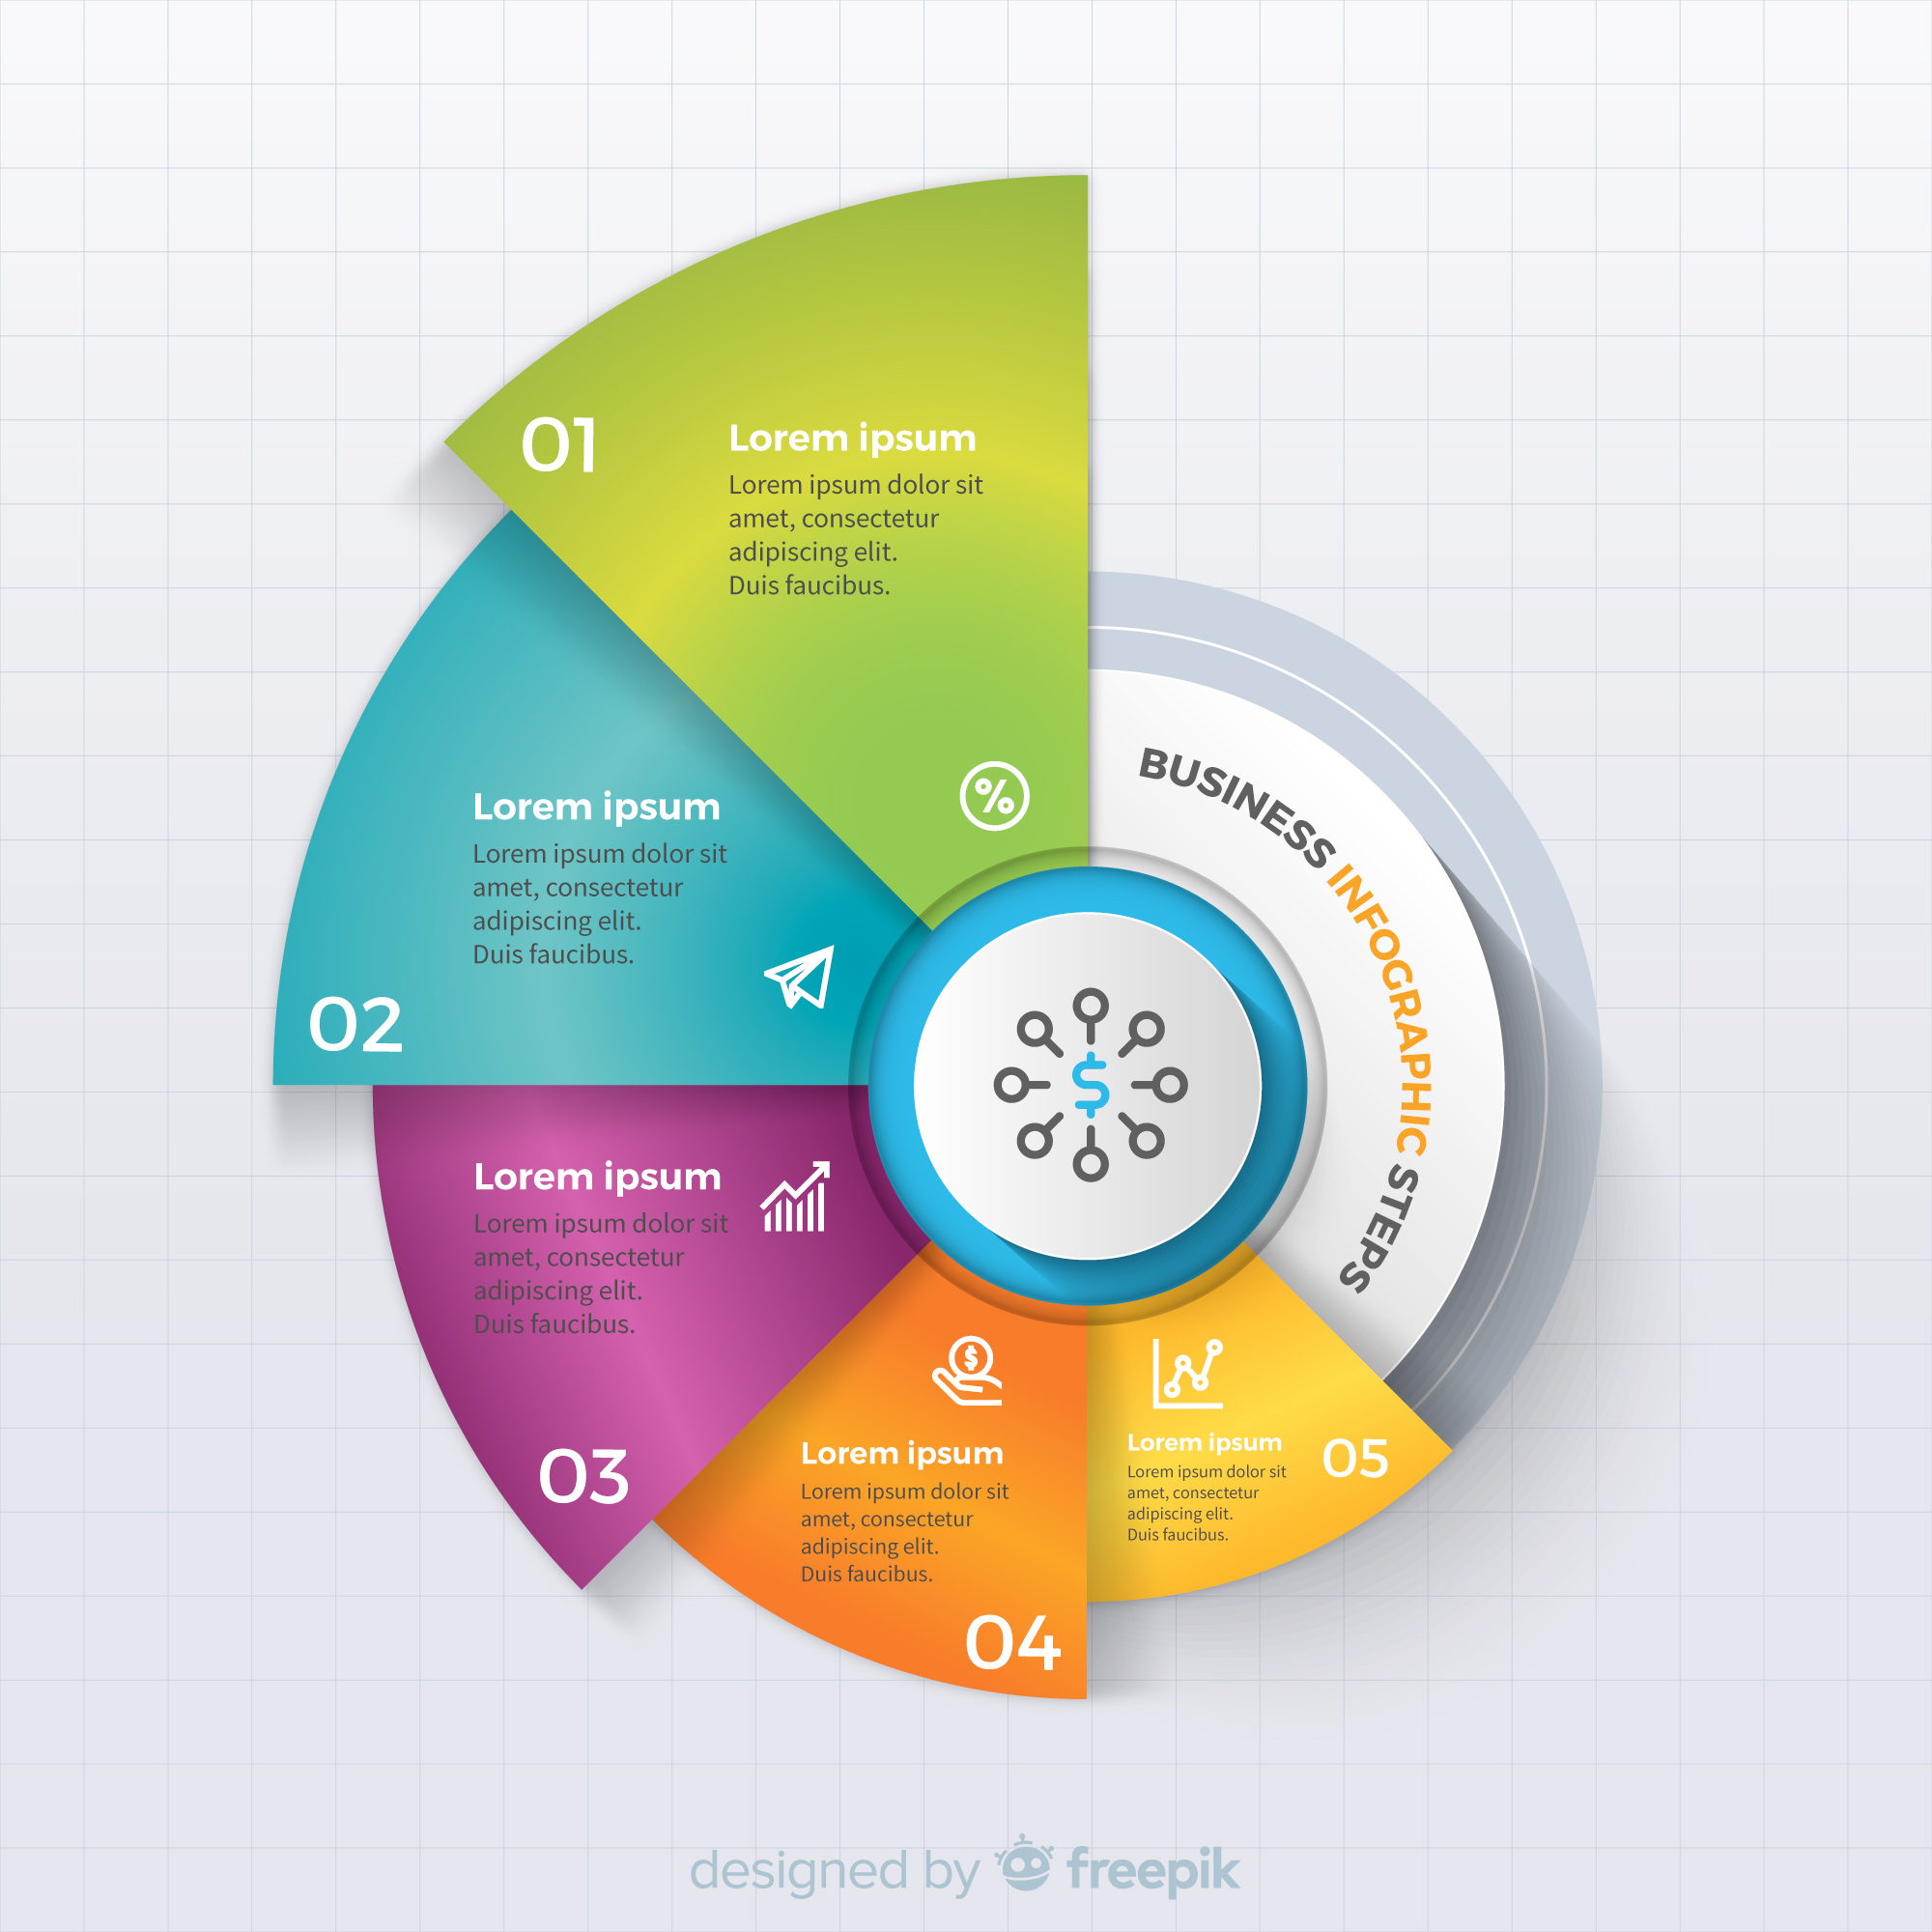 01
Lorem ipsum
Lorem ipsum dolor sit
amet, consectetur
adipiscing elit.
Duis faucibus.
02
Lorem ipsum
Lorem ipsum dolor sit
amet, consectetur
adipiscing elit.
Duis faucibus.
03
Lorem ipsum
Lorem ipsum dolor sit
amet, consectetur
adipiscing elit.
Duis faucibus.
04
Lorem ipsum
Lorem ipsum dolor sit
amet, consectetur
adipiscing elit.
Duis faucibus.
05
Lorem ipsum
Lorem ipsum dolor sit
amet, consectetur
adipiscing elit.
Duis faucibus.
BUSINESS INFOGRAPHIC STEPS
designed by freepik